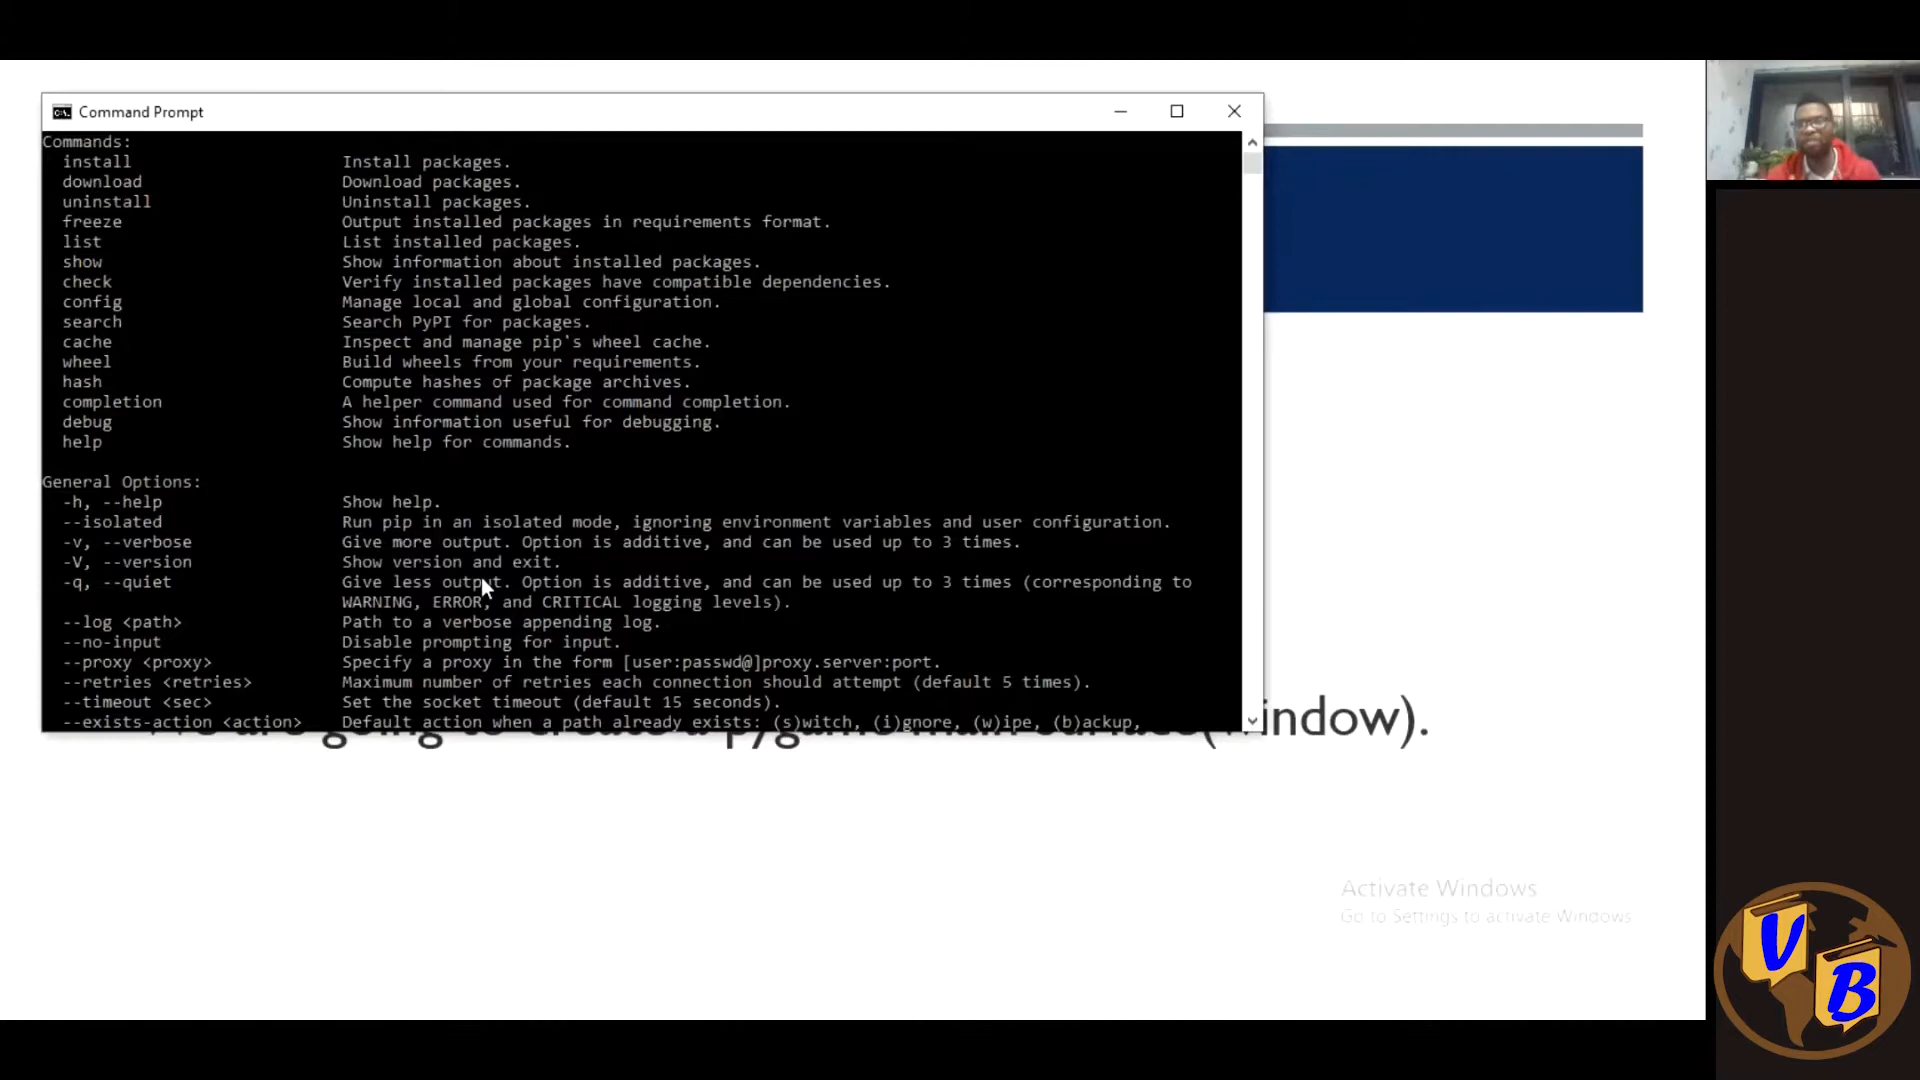 Command Prompt
Commands:
install Install packages.
download Download packages.
uninstall Uninstall packages.
freeze Output installed packages in requirements format.
list List installed packages.
show Show information about installed packages.
check Verify installed packages have compatible dependencies.
config Manage local and global configuration.
search Search PyPI for packages.
cache Inspect and manage pip's wheel cache.
wheel Build wheels from your requirements.
hash Compute hashes of package archives.
completion A helper command used for command completion.
debug Show information useful for debugging.
help Show help for commands.
General Options:
-h, --help Show help.
--isolated Run pip in an isolated mode, ignoring environment variables and user configuration.
-v, --verbose Give more output. Option is additive, and can be used up to 3 times.
-V, --version Show version and exit.
-q, --quiet Give less output. Option is additive, and can be used up to 3 times (corresponding to
WARNING, ERROR, and CRITICAL logging levels).
--log <path> Path to a verbose appending log.
--no-input Disable prompting for input.
--proxy <proxy> Specify a proxy in the form [user:passwd@]proxy.server:port.
--retries <retries> Maximum number of retries each connection should attempt (default 5 times).
--timeout <sec> Set the socket timeout (default 15 seconds).
--exists-action <action> Default action when a path already exists: (s)witch, (i)gnore, (w)ipe, (b)ackup,
are going to create a pygame main surface(window).
Activate Windows
Go to Settings to activate Windows
V
B